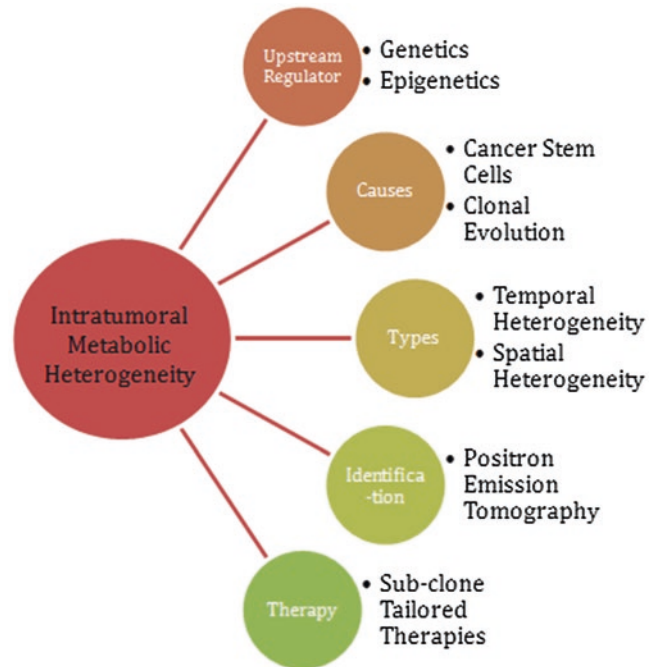 Upstream
Regulator
• Genetics
• Epigenetics
Causes
• Cancer Stem
Cells
• Clonal
Evolution
Intratumoral
Metabolic
Heterogeneity
Types
• Temporal
Heterogeneity
• Spatial
Heterogeneity
Identifica
-tion
• Positron
Emission
Tomography
Therapy
• Sub-clone
Tailored
Therapies